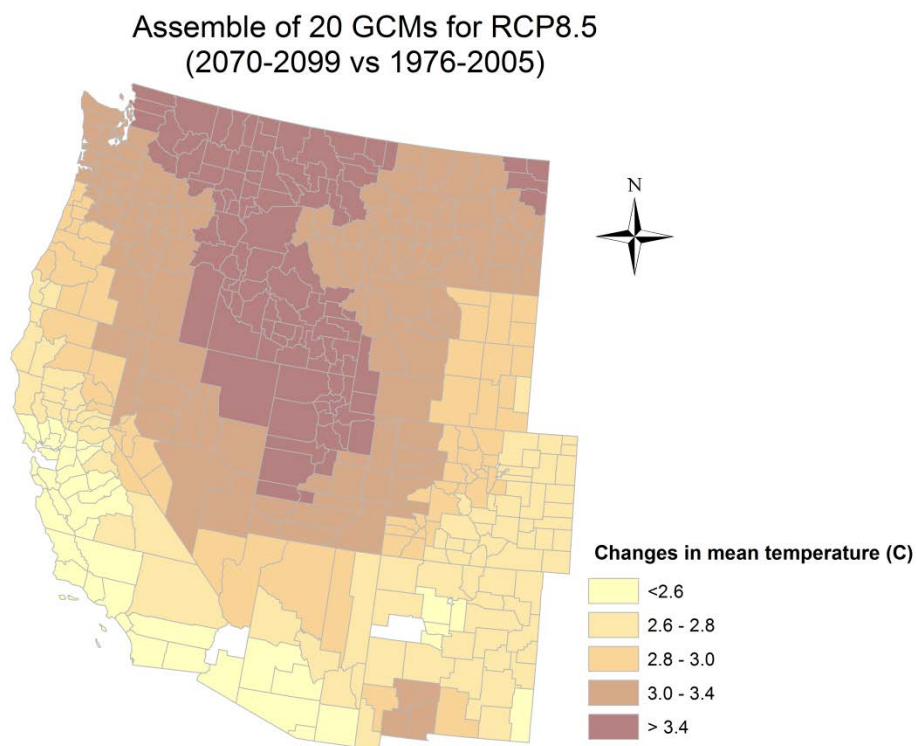 Assemble of 20 GCMs for RCP8.5
(2070-2099 vs 1976-2005)
N
Changes in mean temperature (C)
<2.6
2.6 - 2.8
2.8 - 3.0
3.0 - 3.4
> 3.4